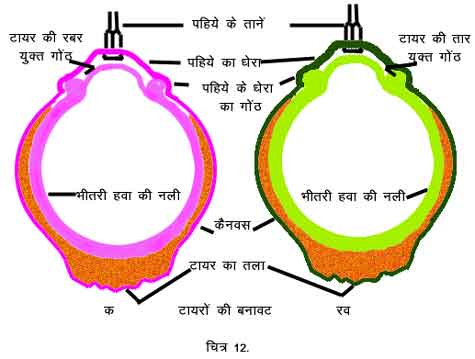 पहिये के तानें
टायर की रबर
युक्त गोंठ
टायर की तार
युक्त गोंठ
पहिये का घेरा
पहिये के घेरा
का गोंठ
भीतरी हवा की नली
भीतरी हवा की नली
कैनवस
टायर का तला
क
टायरों की बनावट
रव
चित्र 12.